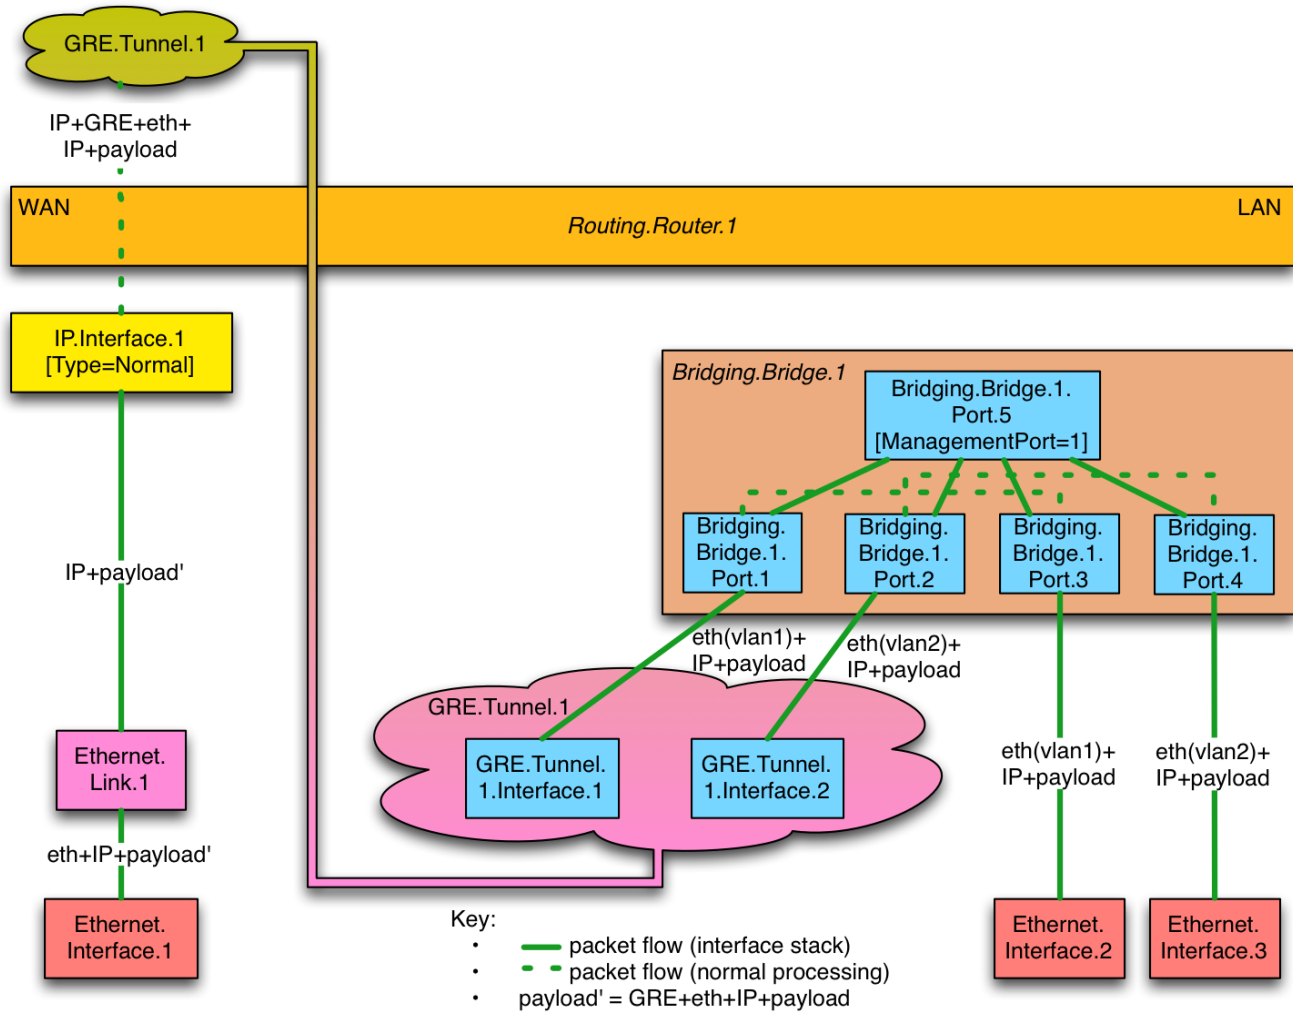 GRE.Tunnel.1
IP+GRE+eth+
IP+payload
WAN
Routing.Router.1
LAN
IP.Interface.1
[Type=Normal]
Bridging.Bridge.1
Bridging.Bridge.1.
Port.5
[ManagementPort=1]
Bridging.
Bridge.1.
Port.1
Bridging.
Bridge.1.
Port.2
Bridging.
Bridge.1.
Port.3
Bridging.
Bridge.1.
Port.4
IP+payload'
eth(vlan1)+
IP+payload
eth(vlan2)+
IP+payload
GRE.Tunnel.1
GRE.Tunnel.
1.Interface.1
GRE.Tunnel.
1.Interface.2
Ethernet.
Link.1
eth(vlan1)+
IP+payload
eth(vlan2)+
IP+payload
eth+IP+payload'
Ethernet.
Interface.1
Ethernet.
Interface.2
Ethernet.
Interface.3
Key:
• packet flow (interface stack)
• packet flow (normal processing)
• payload' = GRE+eth+IP+payload